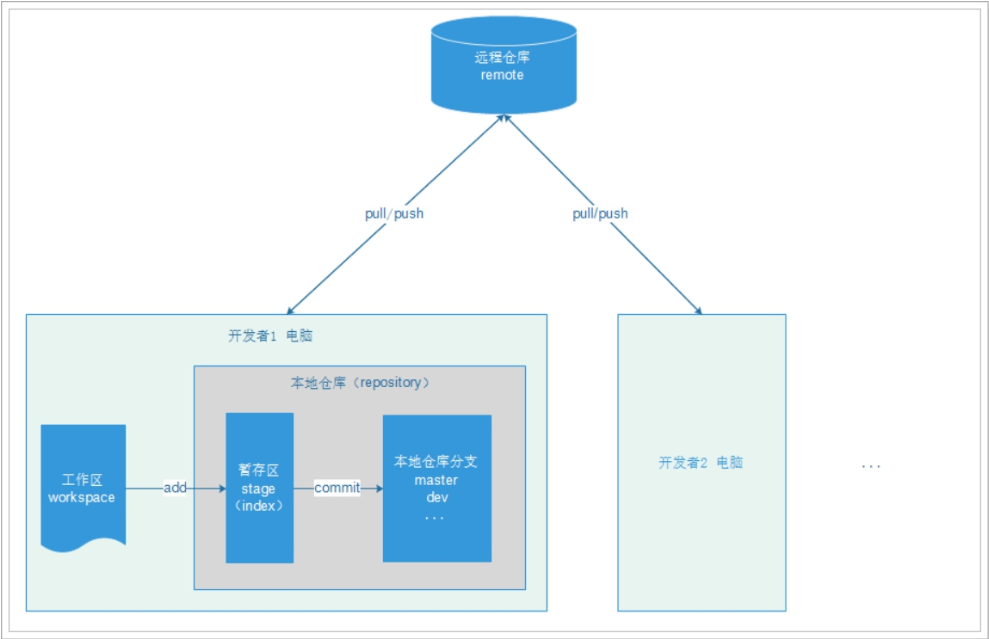 远程仓库
remote
pull/push
pull/push
开发者1 电脑
本地仓库（repository）
工作区
workspace
add
暂存区
stage
（index）
commit
本地仓库分支
master
dev
...
开发者2 电脑
...